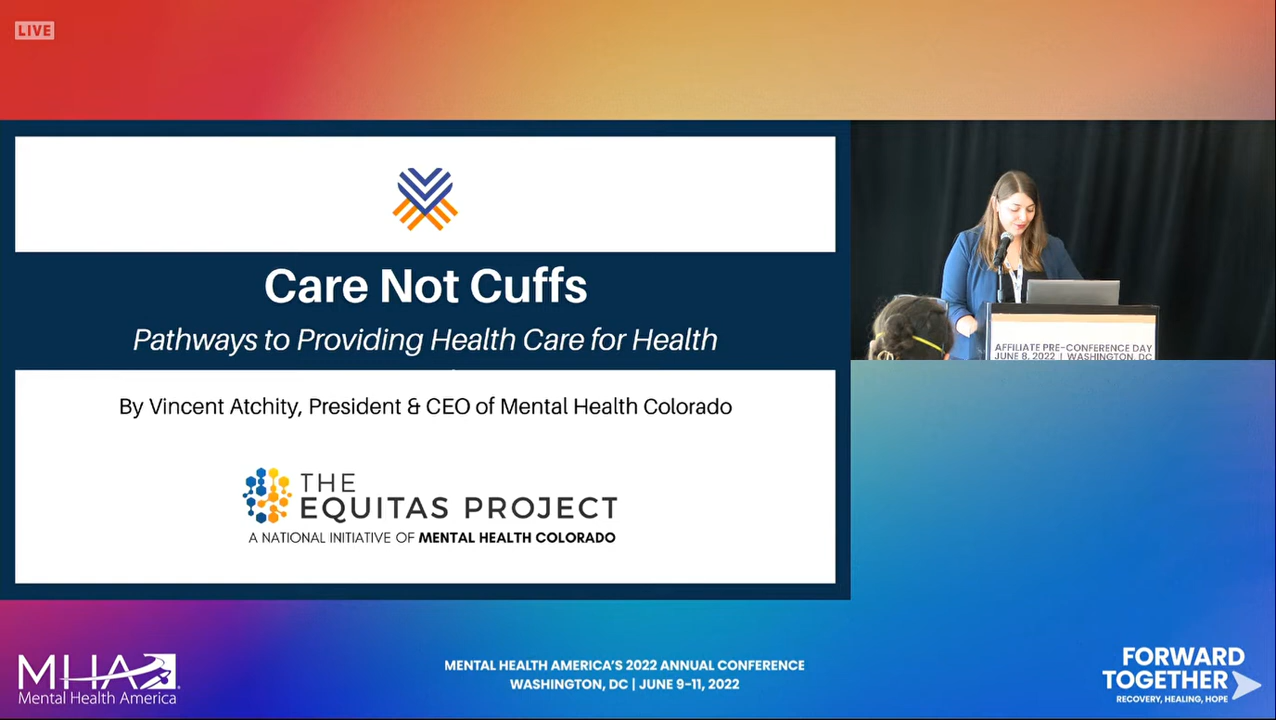 LIVE
Care Not Cuffs
Pathways to Providing Health Care for Health
By Vincent Atchity, President & CEO of Mental Health Colorado
THE
EQUITAS PROJECT
A NATIONAL INITIATIVE OF MENTAL HEALTH COLORADO
AFFILIATE PRE-CONFERENCE DAY
JUNE 8, 2022 | WASHINGTON, DC
MHA
Mental Health America
MENTAL HEALTH AMERICA'S 2022 ANNUAL CONFERENCE
WASHINGTON, DC | JUNE 9-11, 2022
FORWARD
TOGETHER
RECOVERY, HEALING, HOPE